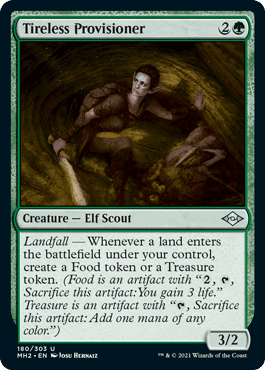 Tireless Provisioner 2
Creature — Elf Scout
Landfall — Whenever a land enters
the battlefield under your control,
create a Food token or a Treasure
token. (Food is an artifact with “2, ,
Sacrifice this artifact:You gain 3 life.”
Treasure is an artifact with “ , Sacrifice
this artifact: Add one mana of any
color.”)
3/2
180/303 U
MH2 • EN Josu Hernaiz
™ & © 2021 Wizards of the Coast